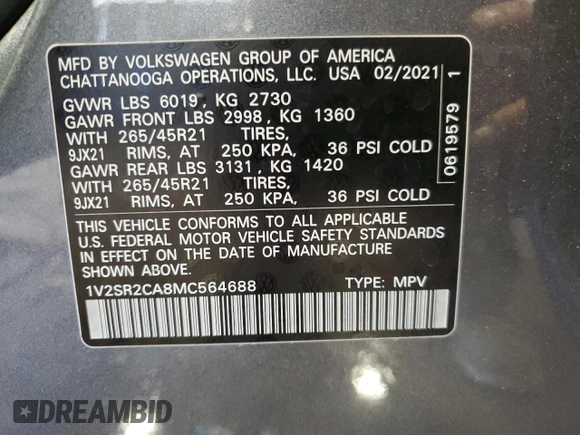 MFD BY VOLKSWAGEN GROUP OF AMERICA
CHATTANOOGA OPERATIONS, LLC. USA 02/2021
GVWR LBS 6019, KG 2730
GAWR FRONT LBS 2998, KG 1360
WITH 265/45R21 TIRES,
9JX21 RIMS, AT 250 KPA, 36 PSI COLD
GAWR REAR LBS 3131, KG 1420
WITH 265/45R21 TIRES,
9JX21 RIMS, AT 250 KPA, 36 PSI COLD
THIS VEHICLE CONFORMS TO ALL APPLICABLE
U.S. FEDERAL MOTOR VEHICLE SAFETY STANDARDS
IN EFFECT ON THE DATE OF MANUFACTURE
SHOWN ABOVE.
1V2SR2CA8MC564688 TYPE: MPV
0619579 1
DREAMBID